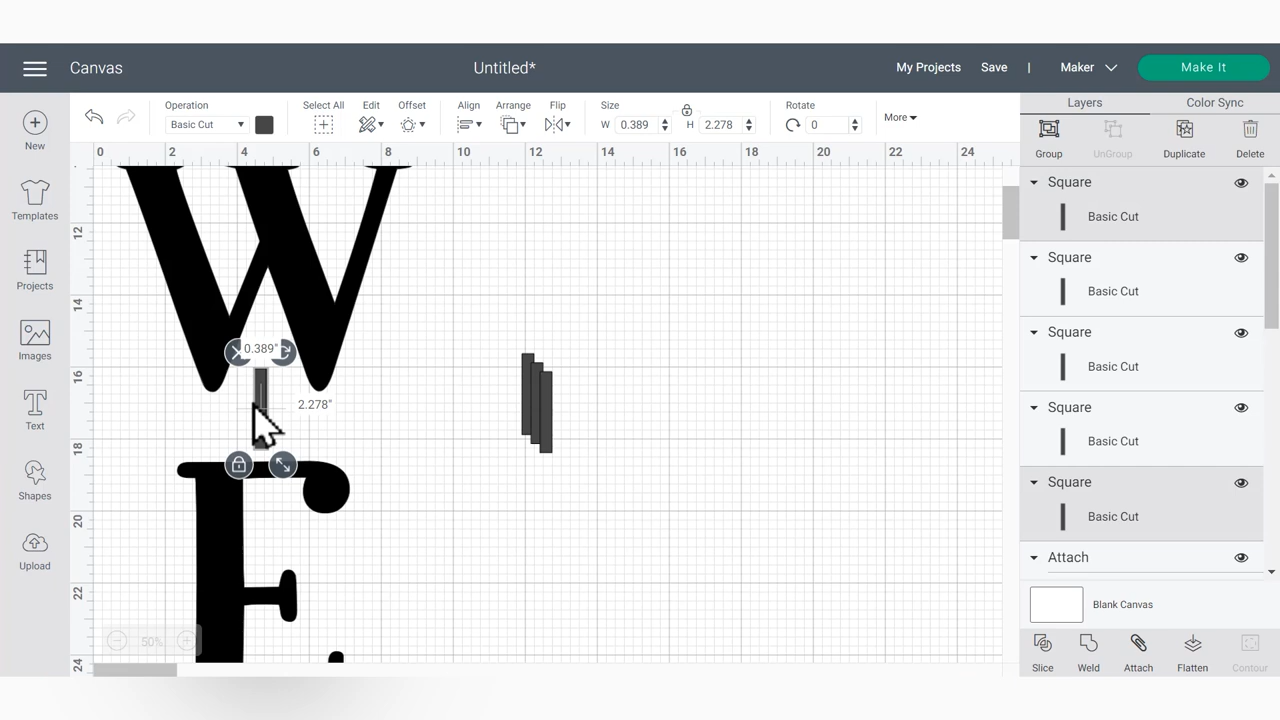 Canvas
Untitled*
My Projects
Save
|
Maker
Make It
New
Templates
Projects
Images
Text
Shapes
Upload
Operation
Basic Cut
Select All
Edit
Offset
Align
Arrange
Flip
Size
W 0.389
H 2.278
Rotate
0
More
0 2 4 6 8 10 12 14 16 18 20 22 24
12
14
16
18
20
22
24
W
0.389"
2.278"
E
50%
Layers
Color Sync
Group
UnGroup
Duplicate
Delete
Square
Basic Cut
Square
Basic Cut
Square
Basic Cut
Square
Basic Cut
Square
Basic Cut
Attach
Blank Canvas
Slice
Weld
Attach
Flatten
Contour